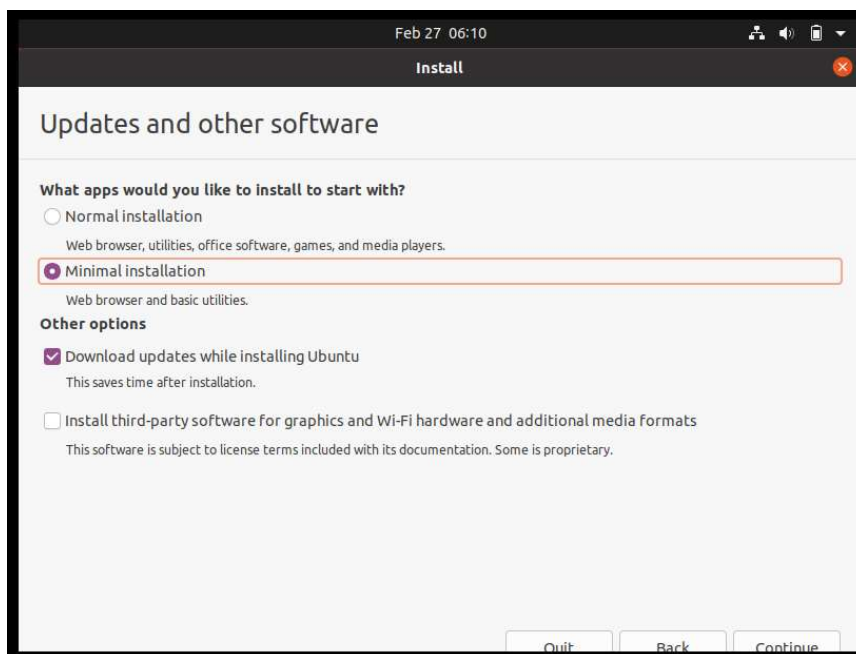 Feb 27 06:10
Install
Updates and other software
What apps would you like to install to start with?
Normal installation
Web browser, utilities, office software, games, and media players.
Minimal installation
Web browser and basic utilities.
Other options
Download updates while installing Ubuntu
This saves time after installation.
Install third-party software for graphics and Wi-Fi hardware and additional media formats
This software is subject to license terms included with its documentation. Some is proprietary.
Quit Back Continue